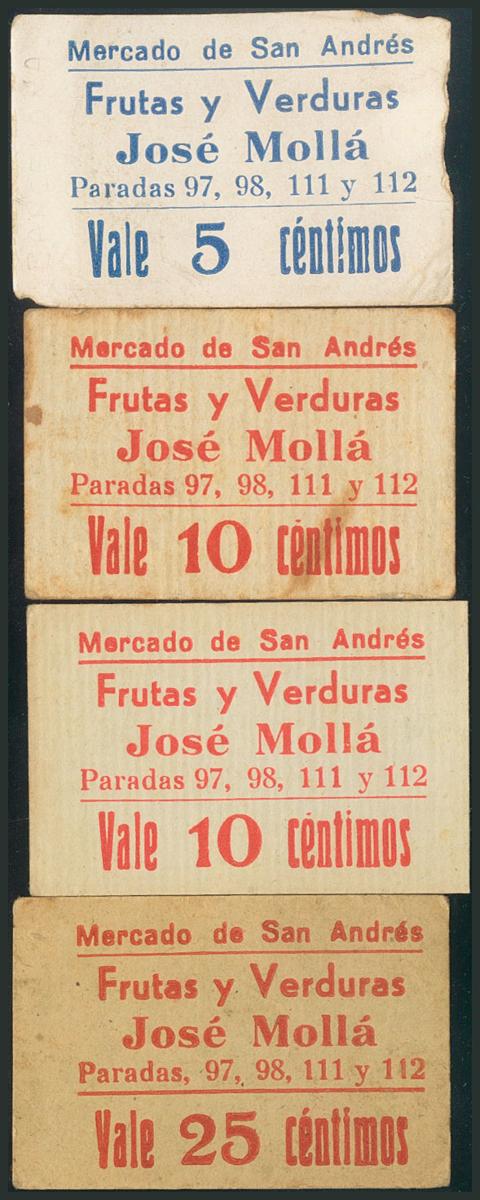 Mercado de San Andrés
Frutas y Verduras
José Mollá
Paradas 97, 98, 111 y 112
Vale 5 céntimos
Mercado de San Andrés
Frutas y Verduras
José Mollá
Paradas 97, 98, 111 y 112
Vale 10 céntimos
Mercado de San Andrés
Frutas y Verduras
José Mollá
Paradas 97, 98, 111 y 112
Vale 10 céntimos
Mercado de San Andrés
Frutas y Verduras
José Mollá
Paradas, 97, 98, 111 y 112
Vale 25 céntimos